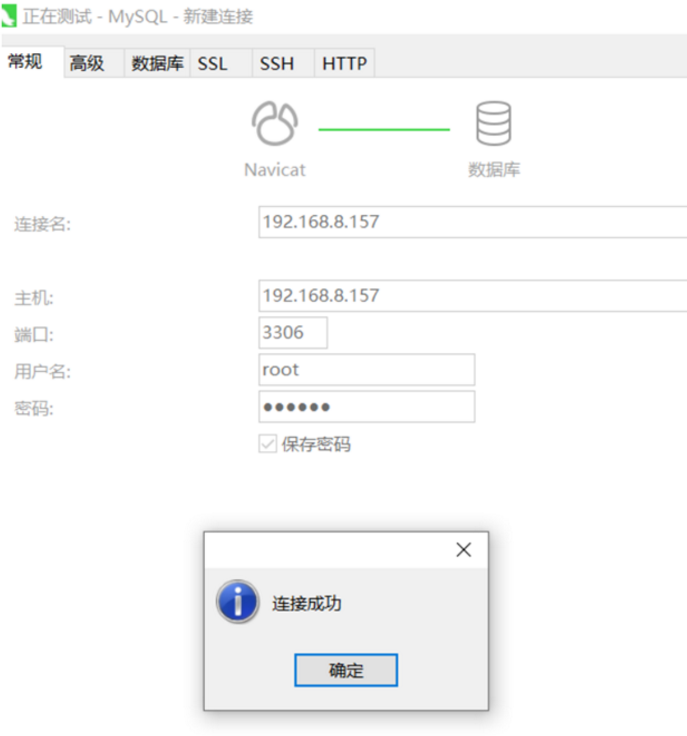 正在测试 - MySQL - 新建连接
常规 高级 数据库 SSL SSH HTTP
Navicat 数据库
连接名: 192.168.8.157
主机: 192.168.8.157
端口: 3306
用户名: root
密码: ●●●●●●
保存密码
连接成功
确定